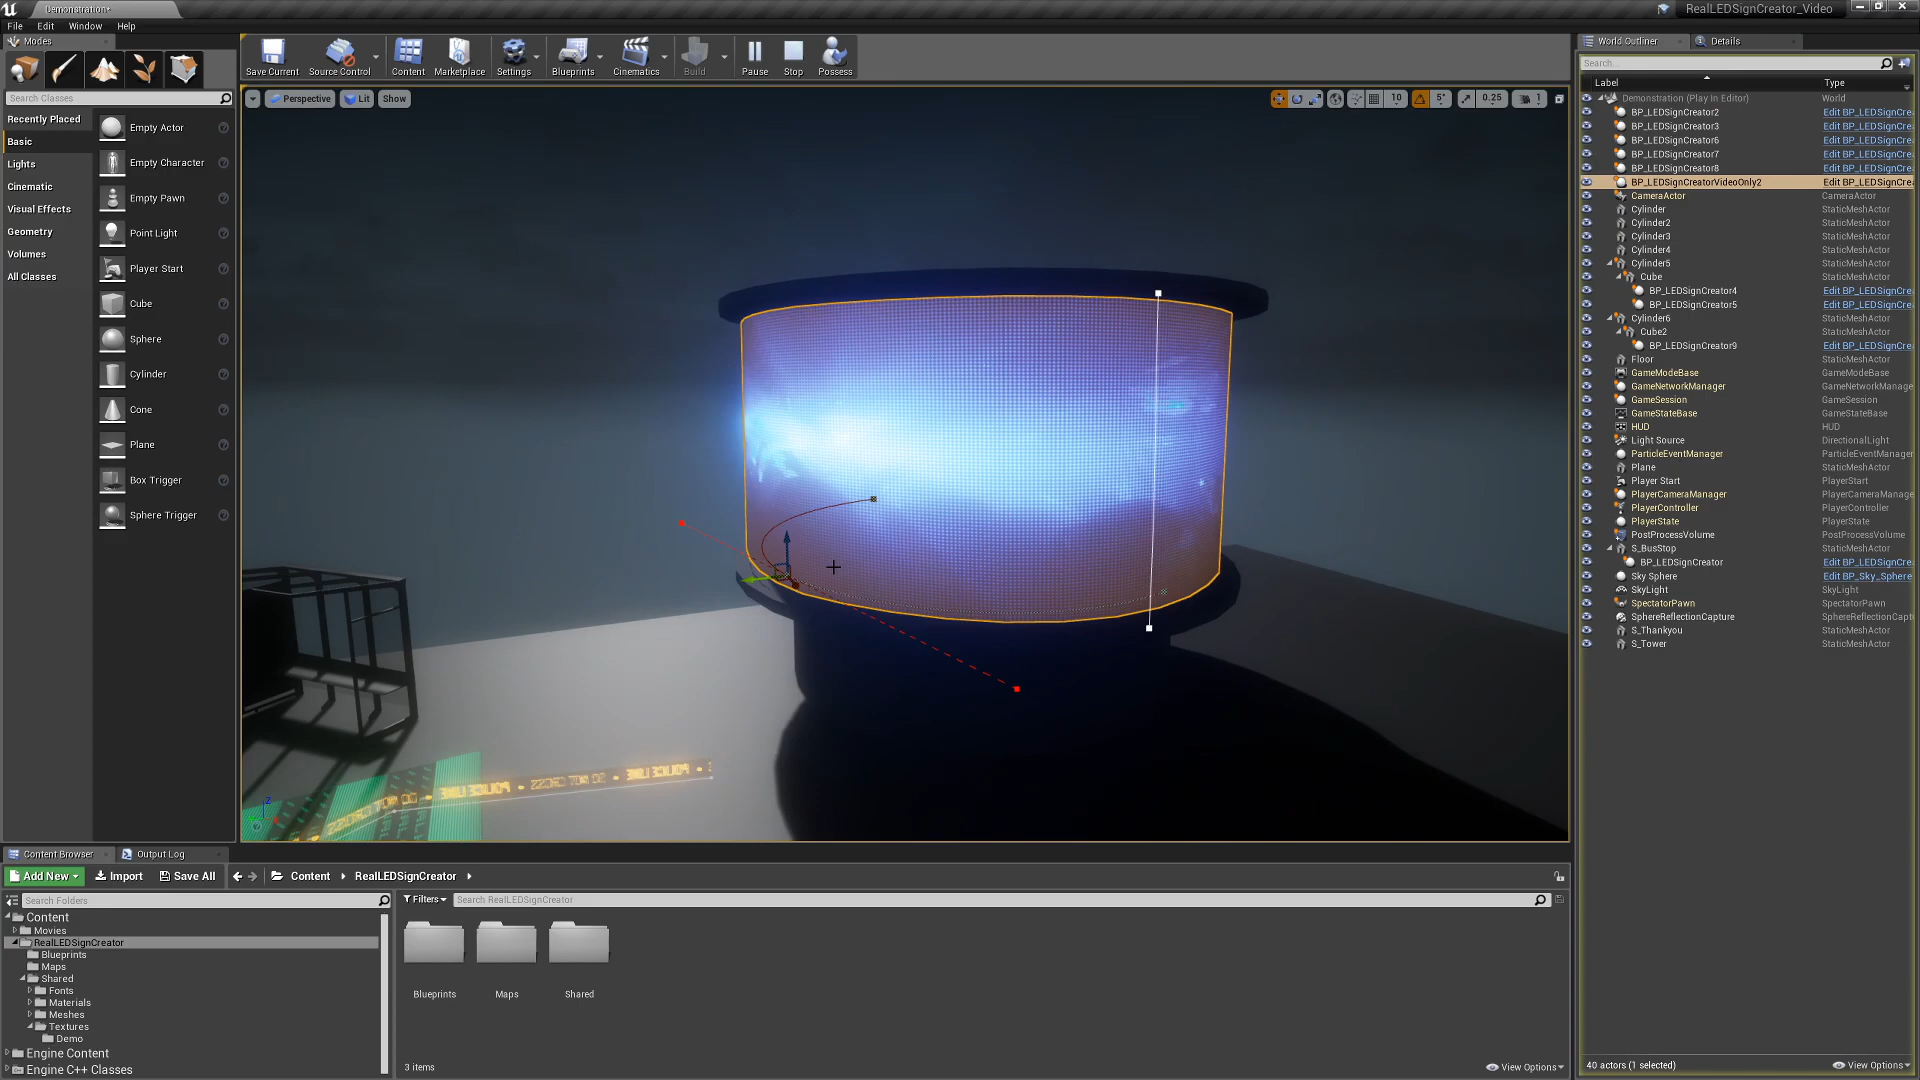 Demonstration*
RealLEDSignCreator_Video
File Edit Window Help
Modes
Search Classes
Recently Placed
Basic
Lights
Cinematic
Visual Effects
Geometry
Volumes
All Classes
Empty Actor
Empty Character
Empty Pawn
Point Light
Player Start
Cube
Sphere
Cylinder
Cone
Plane
Box Trigger
Sphere Trigger
Save Current Source Control Content Marketplace Settings Blueprints Cinematics Build Pause Stop Possess
Perspective Lit Show
10 5° 0.25 1
POLICE LINE
World Outliner Details
Search...
Label Type
Demonstration (Play In Editor) World
BP_LEDSignCreator2 Edit BP_LEDSignCre
BP_LEDSignCreator3 Edit BP_LEDSignCre
BP_LEDSignCreator6 Edit BP_LEDSignCre
BP_LEDSignCreator7 Edit BP_LEDSignCre
BP_LEDSignCreator8 Edit BP_LEDSignCre
BP_LEDSignCreatorVideoOnly2 Edit BP_LEDSignCre
CameraActor CameraActor
Cylinder StaticMeshActor
Cylinder2 StaticMeshActor
Cylinder3 StaticMeshActor
Cylinder4 StaticMeshActor
Cylinder5 StaticMeshActor
Cube StaticMeshActor
BP_LEDSignCreator4 Edit BP_LEDSignCre
BP_LEDSignCreator5 Edit BP_LEDSignCre
Cylinder6 StaticMeshActor
Cube2 StaticMeshActor
BP_LEDSignCreator9 Edit BP_LEDSignCre
Floor StaticMeshActor
GameModeBase GameModeBase
GameNetworkManager GameNetworkManage
GameSession GameSession
GameStateBase GameStateBase
HUD HUD
Light Source DirectionalLight
ParticleEventManager ParticleEventManager
Plane StaticMeshActor
Player Start PlayerStart
PlayerCameraManager PlayerCameraManage
PlayerController PlayerController
PlayerState PlayerState
PostProcessVolume PostProcessVolume
S_BusStop StaticMeshActor
BP_LEDSignCreator Edit BP_LEDSignCre
Sky Sphere Edit BP_Sky_Sphere
SkyLight SkyLight
SpectatorPawn SpectatorPawn
SphereReflectionCapture SphereReflectionCapt
S_Thankyou StaticMeshActor
S_Tower StaticMeshActor
40 actors (1 selected) View Options
Content Browser Output Log
Add New Import Save All Content RealLEDSignCreator
Search Folders
Filters Search RealLEDSignCreator
Content
Movies
RealLEDSignCreator
Blueprints
Maps
Shared
Fonts
Materials
Meshes
Textures
Demo
Engine Content
Engine C++ Classes
Blueprints Maps Shared
3 items View Options